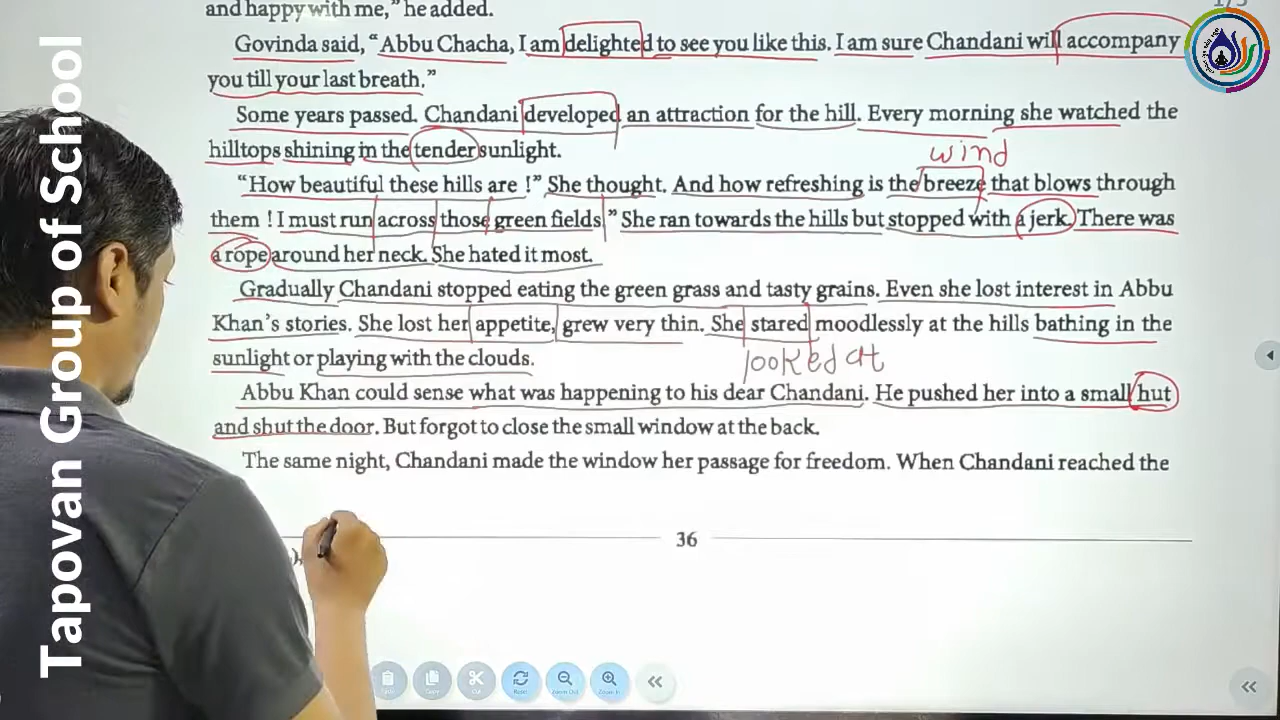 and happy with me,” he added.
1/5
Govinda said, “Abbu Chacha, I am delighted to see you like this. I am sure Chandani will accompany
you till your last breath.”
Some years passed. Chandani developed an attraction for the hill. Every morning she watched the
hilltops shining in the tender sunlight.
wind
“How beautiful these hills are !” She thought. And how refreshing is the breeze that blows through
them ! I must run across those green fields.” She ran towards the hills but stopped with a jerk. There was
a rope around her neck. She hated it most.
Gradually Chandani stopped eating the green grass and tasty grains. Even she lost interest in Abbu
Khan’s stories. She lost her appetite, grew very thin. She stared moodlessly at the hills bathing in the
sunlight or playing with the clouds.
looked at
Abbu Khan could sense what was happening to his dear Chandani. He pushed her into a small hut
and shut the door. But forgot to close the small window at the back.
The same night, Chandani made the window her passage for freedom. When Chandani reached the
36
Tapovan Group of School
Reset
Zoom Out
Zoom In